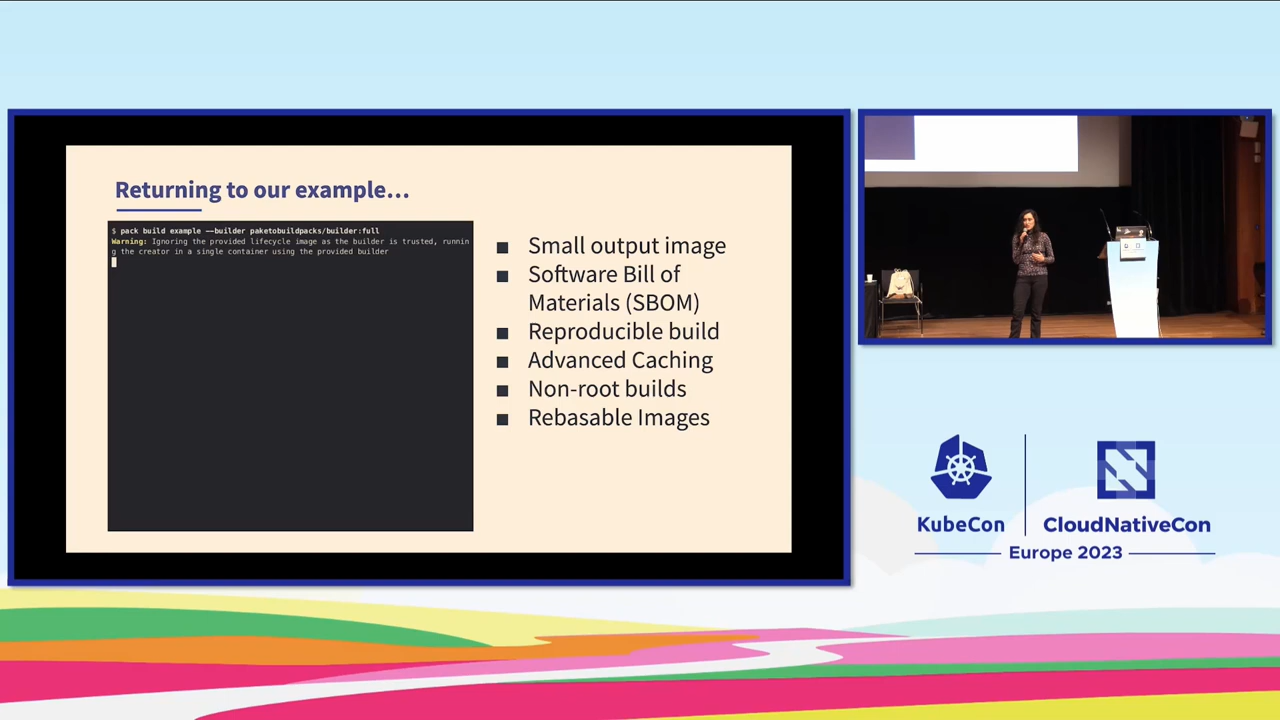 Returning to our example...
$ pack build example --builder paketobuildpacks/builder:full
Warning: Ignoring the provided lifecycle image as the builder is trusted, runnin
g the creator in a single container using the provided builder
■ Small output image
■ Software Bill of
Materials (SBOM)
■ Reproducible build
■ Advanced Caching
■ Non-root builds
■ Rebasable Images
KubeCon
CloudNativeCon
Europe 2023